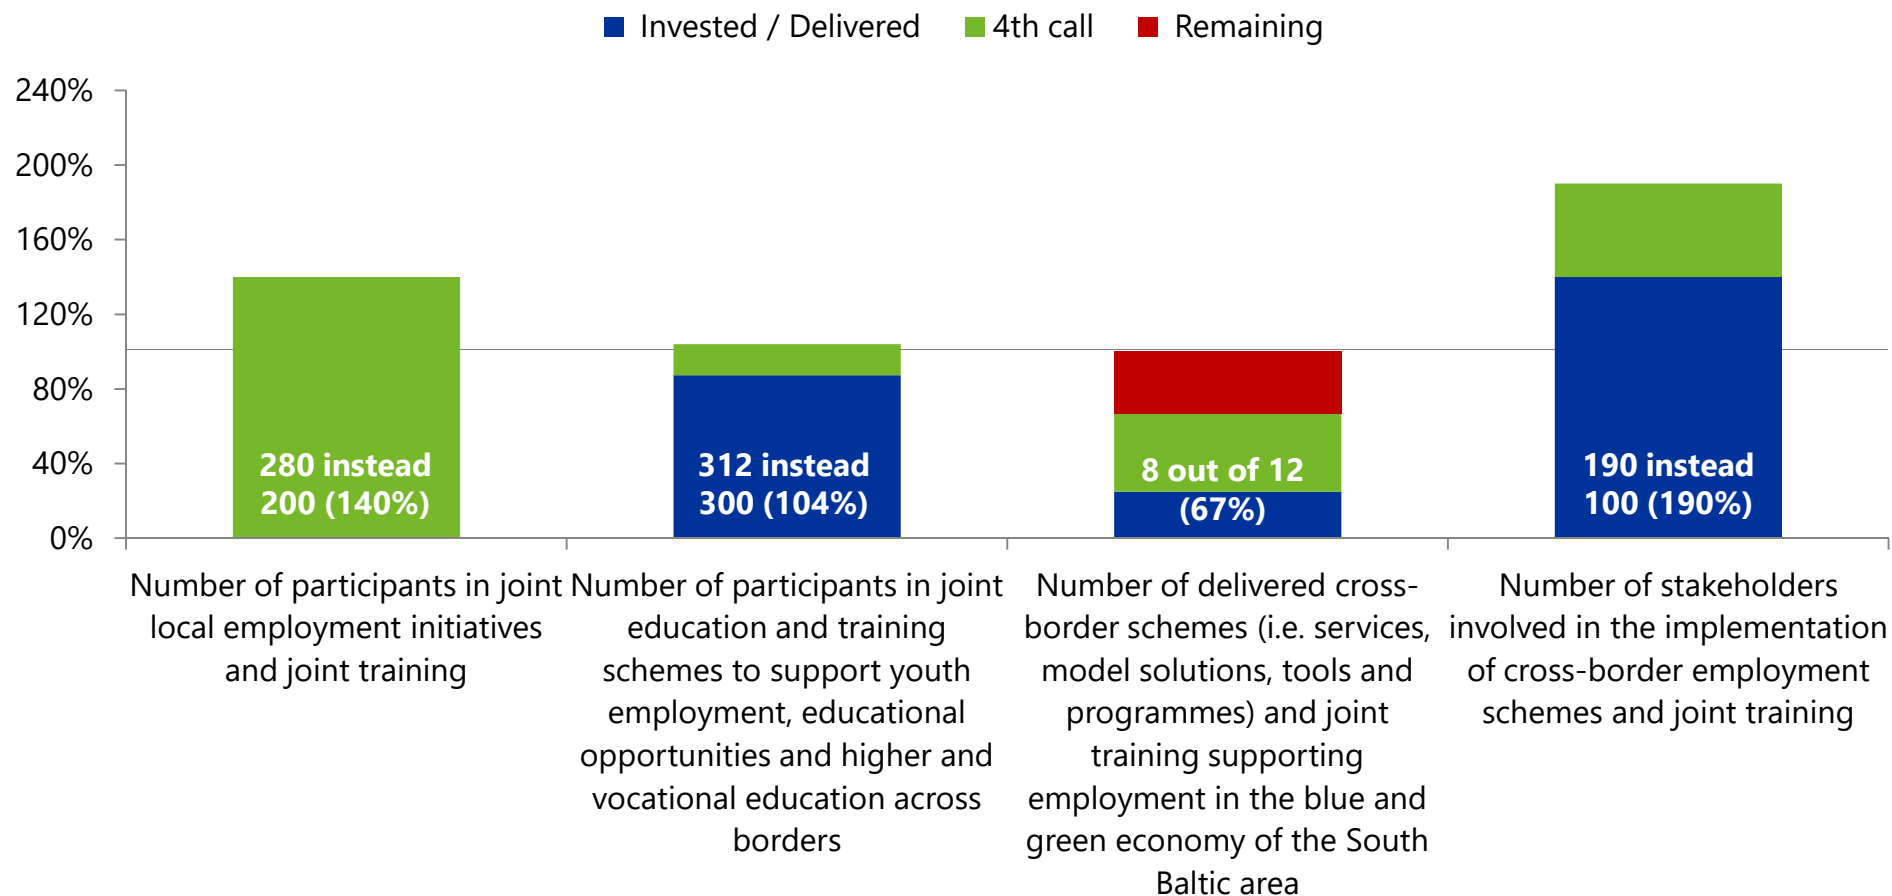 Invested / Delivered 4th call Remaining
240%
200%
160%
120%
80%
40%
0%
280 instead
200 (140%)
312 instead
300 (104%)
8 out of 12
(67%)
190 instead
100 (190%)
Number of participants in joint
local employment initiatives
and joint training
Number of participants in joint
education and training
schemes to support youth
employment, educational
opportunities and higher and
vocational education across
borders
Number of delivered cross-
border schemes (i.e. services,
model solutions, tools and
programmes) and joint
training supporting
employment in the blue and
green economy of the South
Baltic area
Number of stakeholders
involved in the implementation
of cross-border employment
schemes and joint training